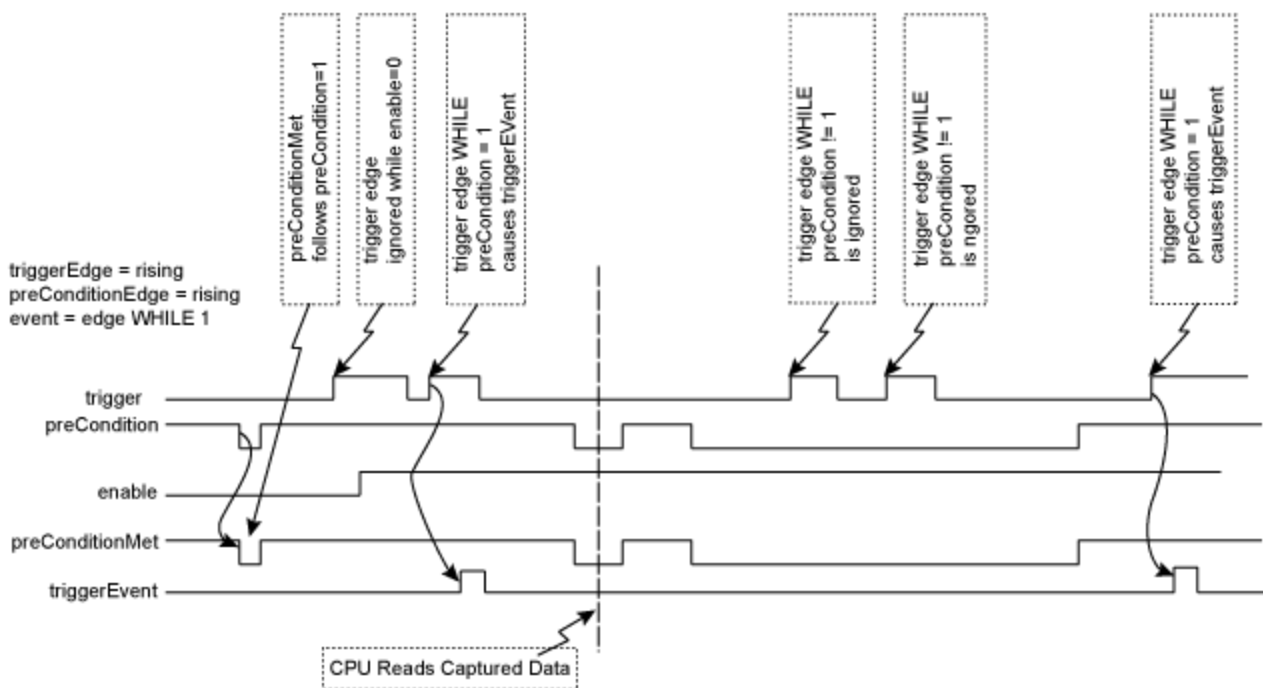 preConditionMet
follows preCondition=1
trigger edge
ignored while enable=0
trigger edge WHILE
preCondition = 1
causes triggerEVent
trigger edge WHILE
preCondition != 1
is ignored
trigger edge WHILE
preCondition != 1
is ngored
trigger edge WHILE
preCondition = 1
causes triggerEvent
triggerEdge = rising
preConditionEdge = rising
event = edge WHILE 1
trigger
preCondition
enable
preConditionMet
triggerEvent
CPU Reads Captured Data